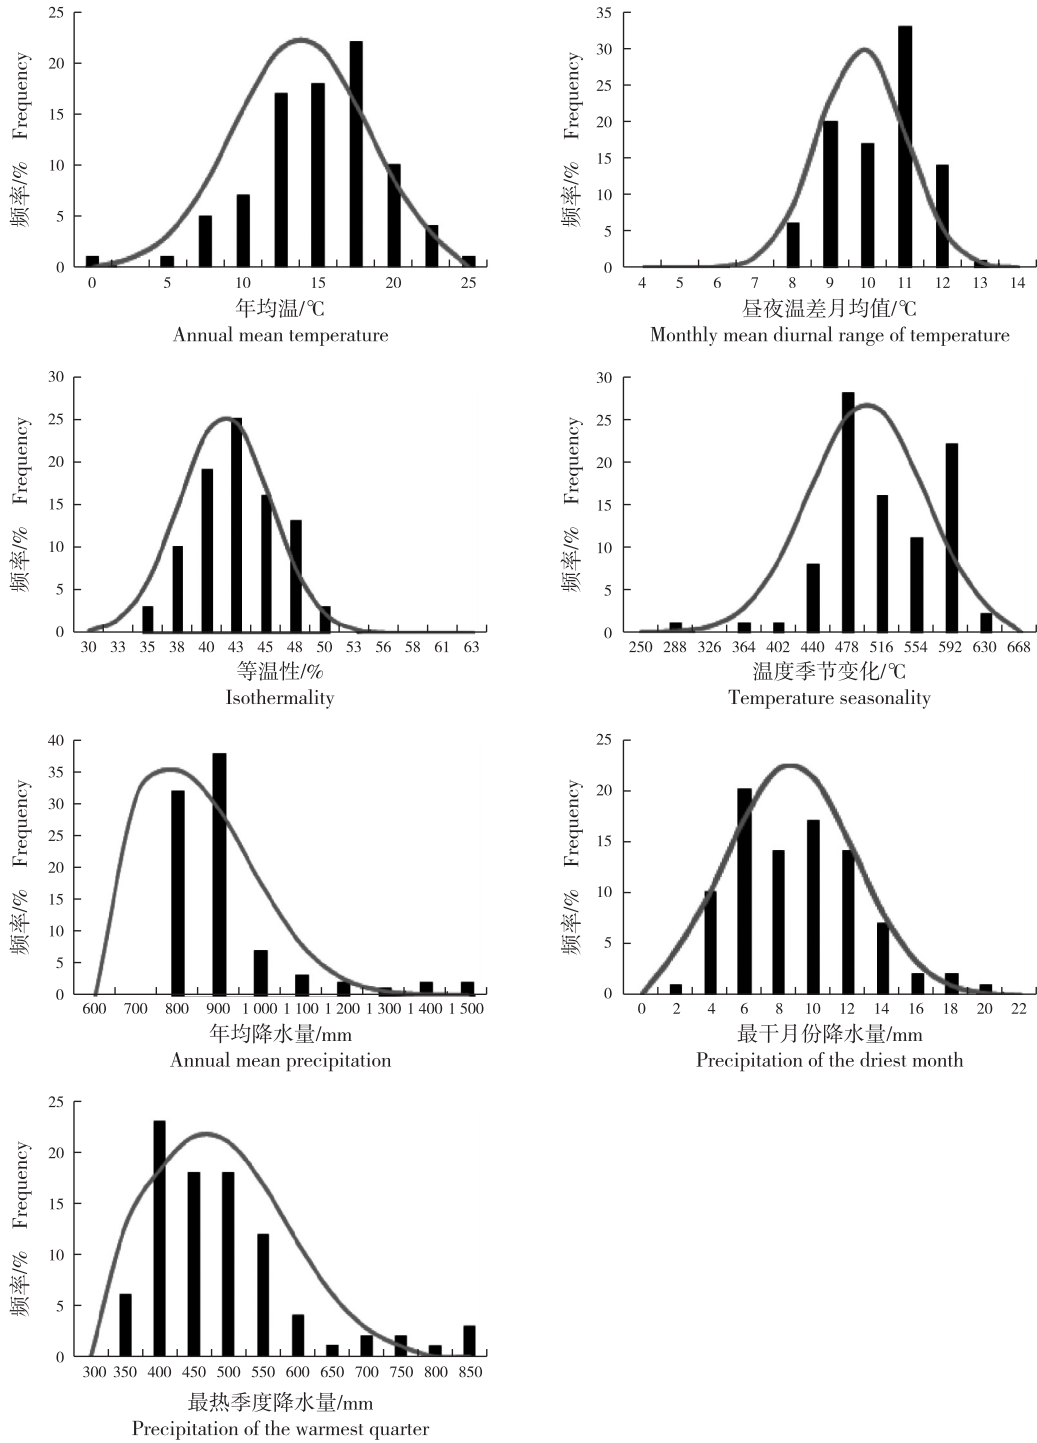 25
20
15
10
5
0
频率/% Frequency
0 5 10 15 20 25
年均温/℃
Annual mean temperature
35
30
25
20
15
10
5
0
频率/% Frequency
4 5 6 7 8 9 10 11 12 13 14
昼夜温差月均值/℃
Monthly mean diurnal range of temperature
30
25
20
15
10
5
0
频率/% Frequency
30 33 35 38 40 43 45 48 50 53 56 58 61 63
等温性/%
Isothermality
30
25
20
15
10
5
0
频率/% Frequency
250 288 326 364 402 440 478 516 554 592 630 668
温度季节变化/℃
Temperature seasonality
40
35
30
25
20
15
10
5
0
频率/% Frequency
600 700 800 900 1 000 1 100 1 200 1 300 1 400 1 500
年均降水量/mm
Annual mean precipitation
25
20
15
10
5
0
频率/% Frequency
0 2 4 6 8 10 12 14 16 18 20 22
最干月份降水量/mm
Precipitation of the driest month
25
20
15
10
5
0
频率/% Frequency
300 350 400 450 500 550 600 650 700 750 800 850
最热季度降水量/mm
Precipitation of the warmest quarter